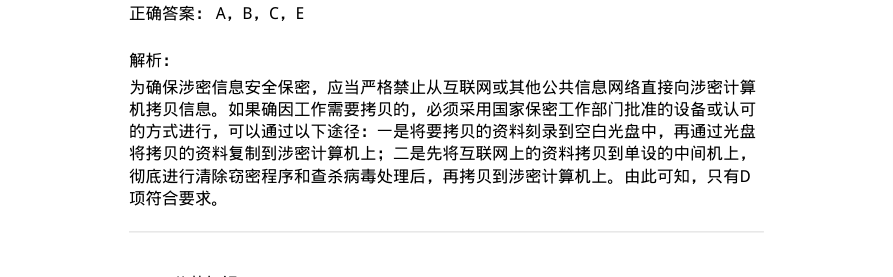 正确答案： A，B，C，E
解析：
为确保涉密信息安全保密，应当严格禁止从互联网或其他公共信息网络直接向涉密计算
机拷贝信息。如果确因工作需要拷贝的，必须采用国家保密工作部门批准的设备或认可
的方式进行，可以通过以下途径：一是将要拷贝的资料刻录到空白光盘中，再通过光盘
将拷贝的资料复制到涉密计算机上；二是先将互联网上的资料拷贝到单设的中间机上，
彻底进行清除窃密程序和查杀病毒处理后，再拷贝到涉密计算机上。由此可知，只有D
项符合要求。